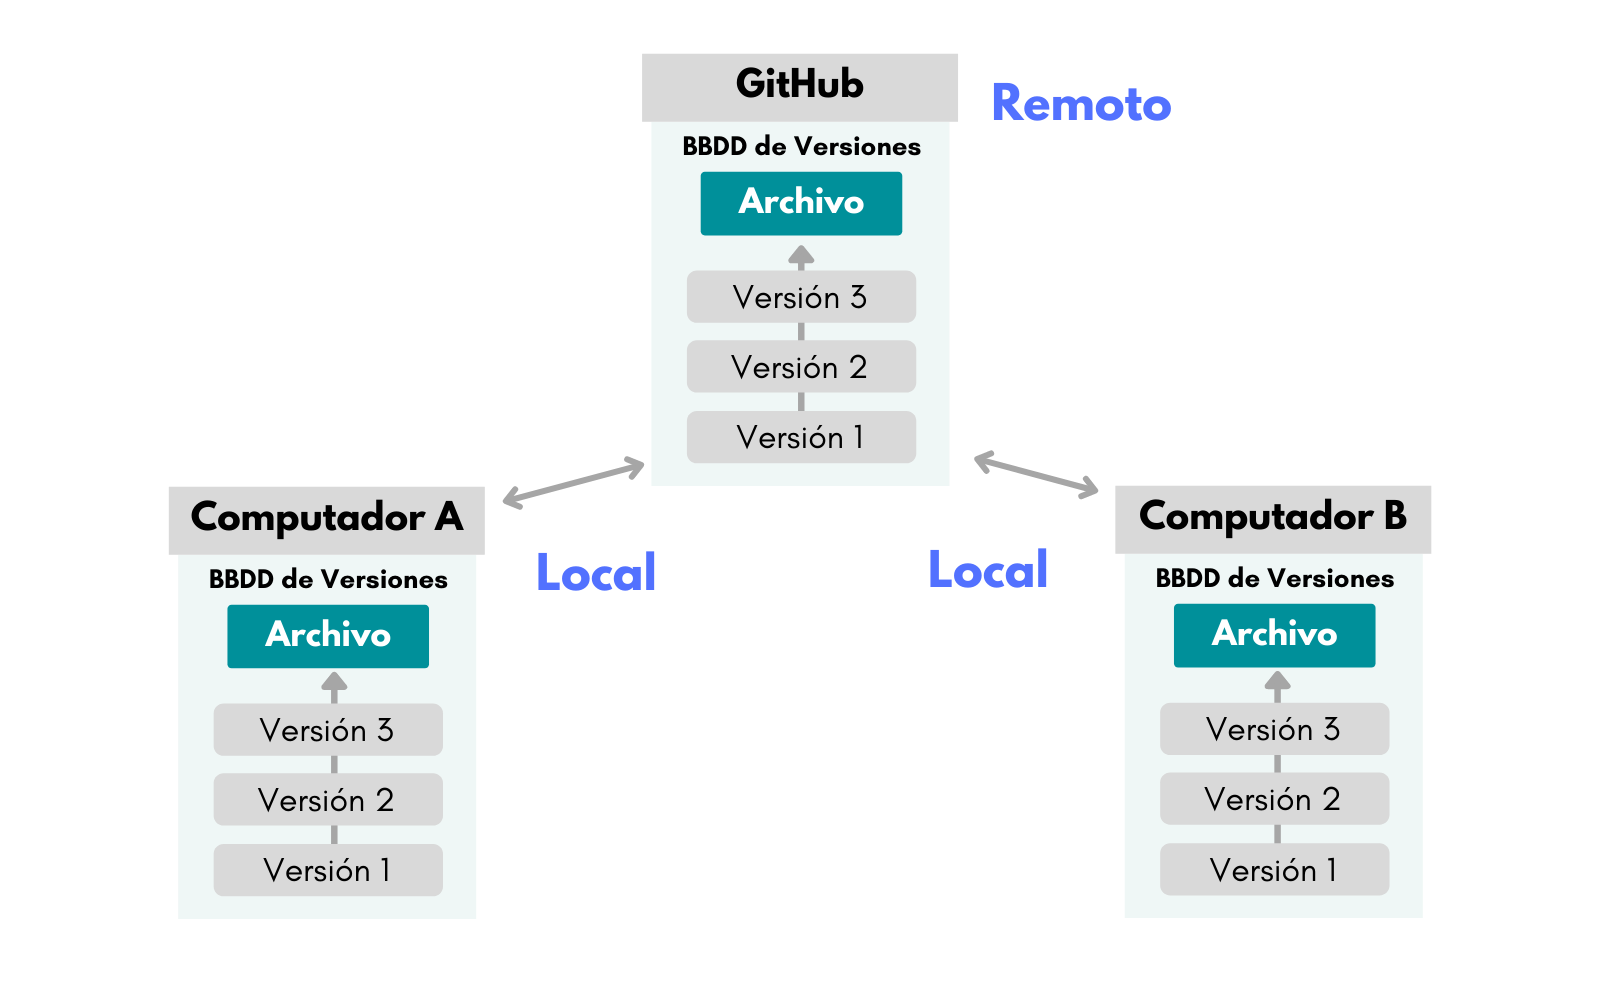 GitHub
Remoto
BBDD de Versiones
Archivo
Versión 3
Versión 2
Versión 1
Computador A
Local
BBDD de Versiones
Archivo
Versión 3
Versión 2
Versión 1
Computador B
Local
BBDD de Versiones
Archivo
Versión 3
Versión 2
Versión 1